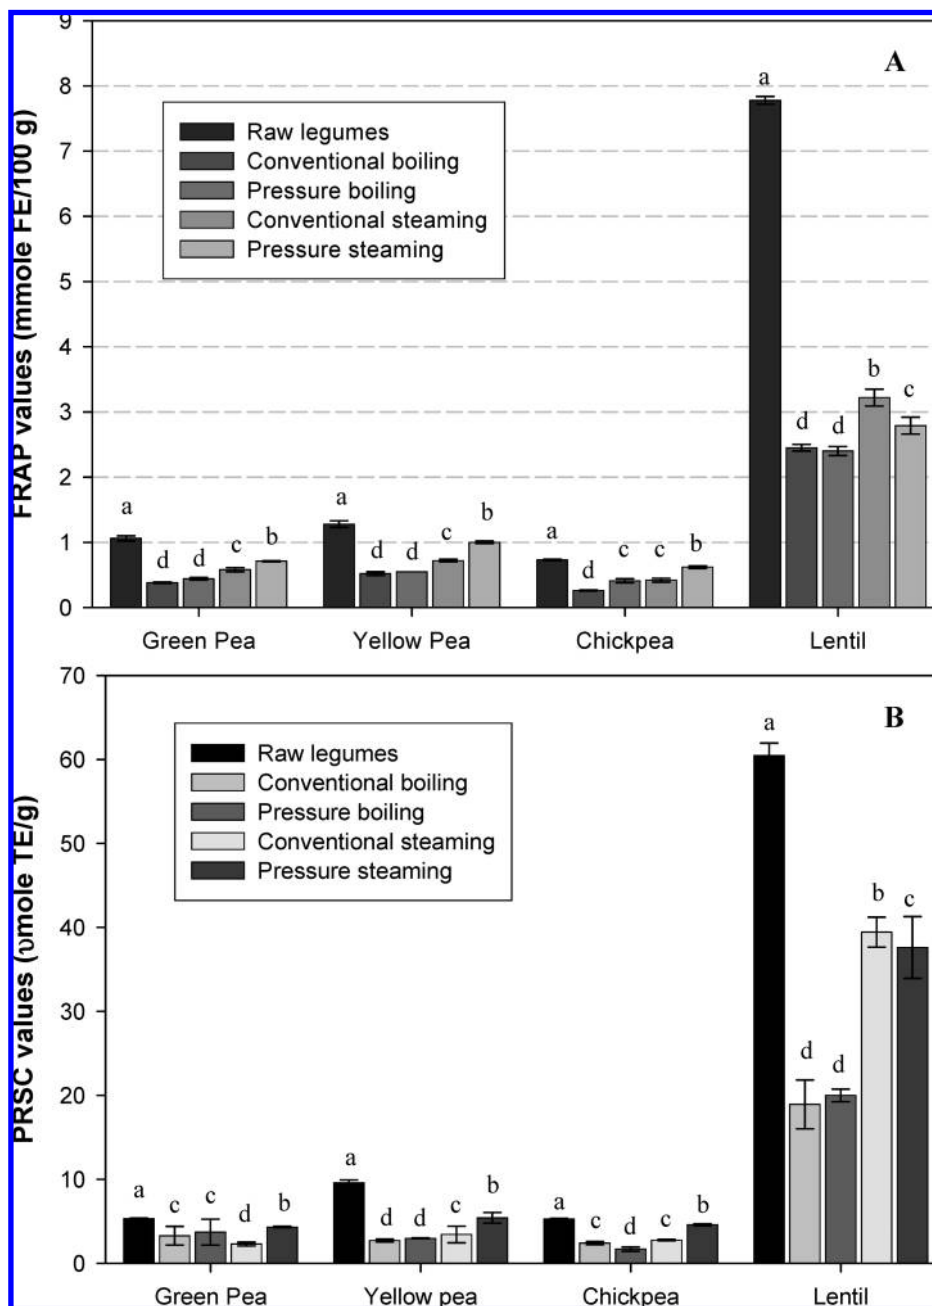 9
A
8
7
6
5
4
3
2
1
0
FRAP values (mmole FE/100 g)
Raw legumes
Conventional boiling
Pressure boiling
Conventional steaming
Pressure steaming
a
d
d
c
b
a
d
d
c
b
a
d
c
c
b
a
d
d
b
c
Green Pea
Yellow Pea
Chickpea
Lentil
70
B
60
50
40
30
20
10
0
PRSC values (υmole TE/g)
Raw legumes
Conventional boiling
Pressure boiling
Conventional steaming
Pressure steaming
a
c
c
d
b
a
d
d
c
b
a
c
d
c
b
a
d
d
b
c
Green Pea
Yellow pea
Chickpea
Lentil